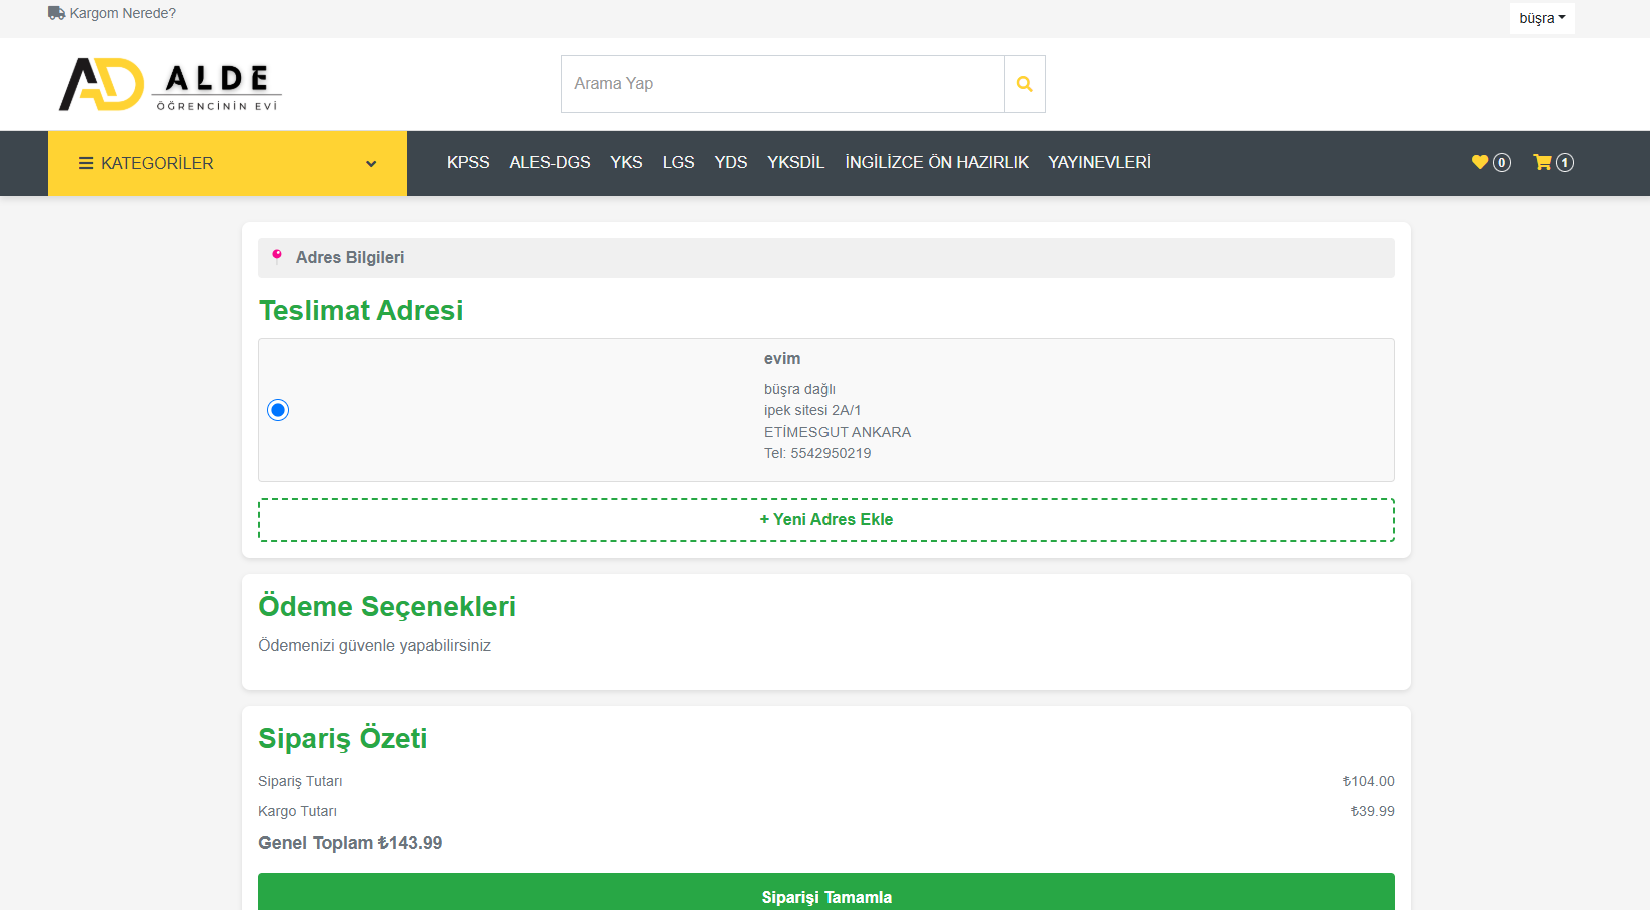 Kargom Nerede?
büşra
ALDE
ÖĞRENCİNİN EVİ
Arama Yap
KATEGORİLER
KPSS ALES-DGS YKS LGS YDS YKSDİL İNGİLİZCE ÖN HAZIRLIK YAYINEVLERİ
0 1
Adres Bilgileri
Teslimat Adresi
evim
büşra dağlı
ipek sitesi 2A/1
ETİMESGUT ANKARA
Tel: 5542950219
+ Yeni Adres Ekle
Ödeme Seçenekleri
Ödemenizi güvenle yapabilirsiniz
Sipariş Özeti
Sipariş Tutarı ₺104.00
Kargo Tutarı ₺39.99
Genel Toplam ₺143.99
Siparişi Tamamla